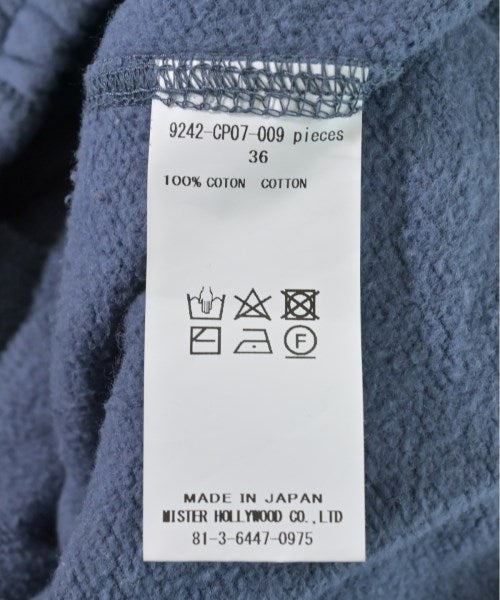 9242-CP07-009 pieces
36
100% COTON COTTON
F
MADE IN JAPAN
MISTER HOLLYWOOD CO.,LTD
81-3-6447-0975